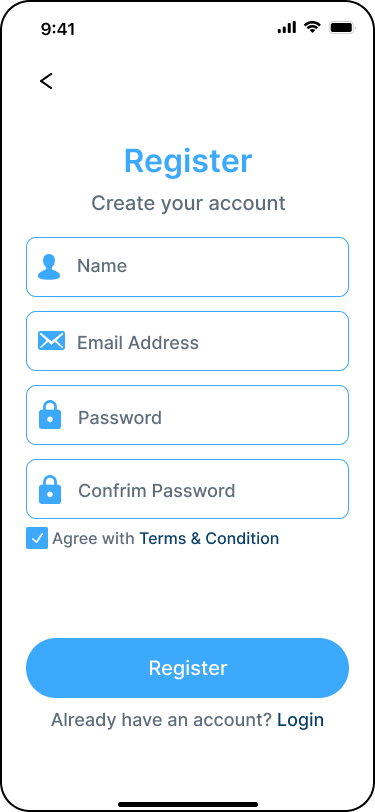 9:41
Register
Create your account
Name
Email Address
Password
Confrim Password
Agree with Terms & Condition
Register
Already have an account? Login